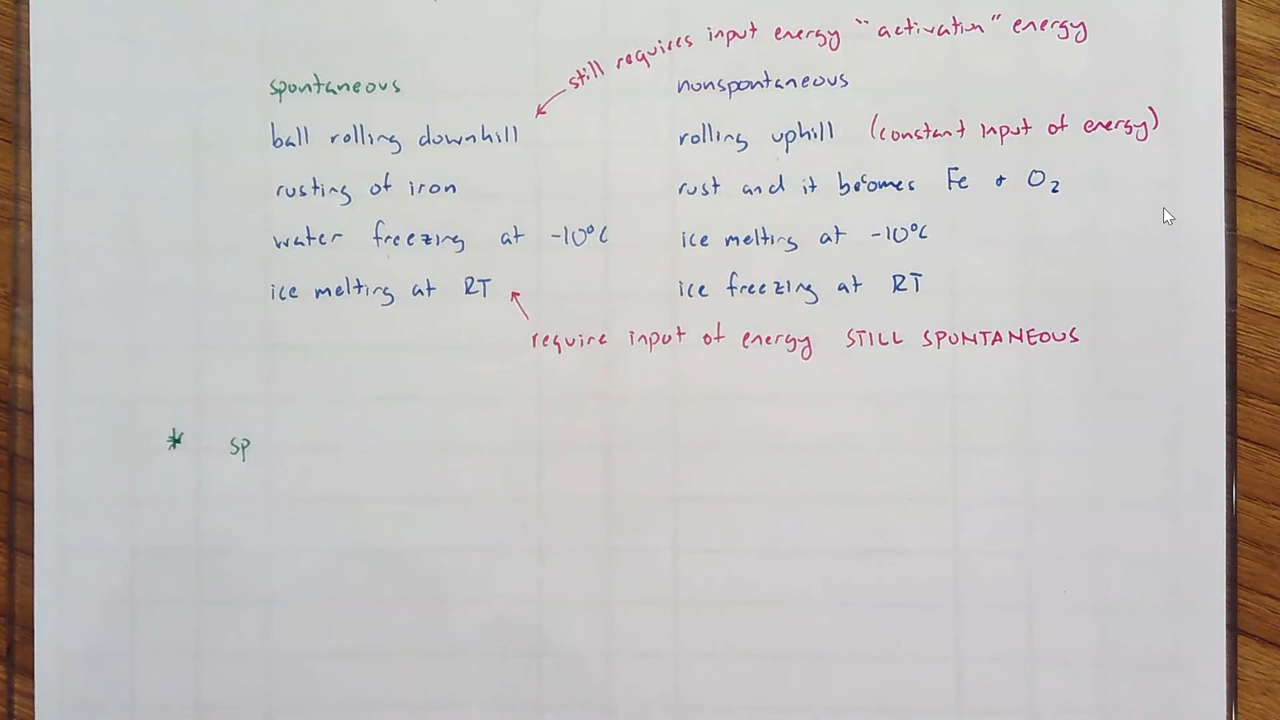 still requires input energy "activation" energy
spontaneous nonspontaneous
ball rolling downhill rolling uphill (constant input of energy)
rusting of iron rust and it becomes Fe + O2
water freezing at -10°C ice melting at -10°C
ice melting at RT ice freezing at RT
require input of energy STILL SPONTANEOUS
* sp